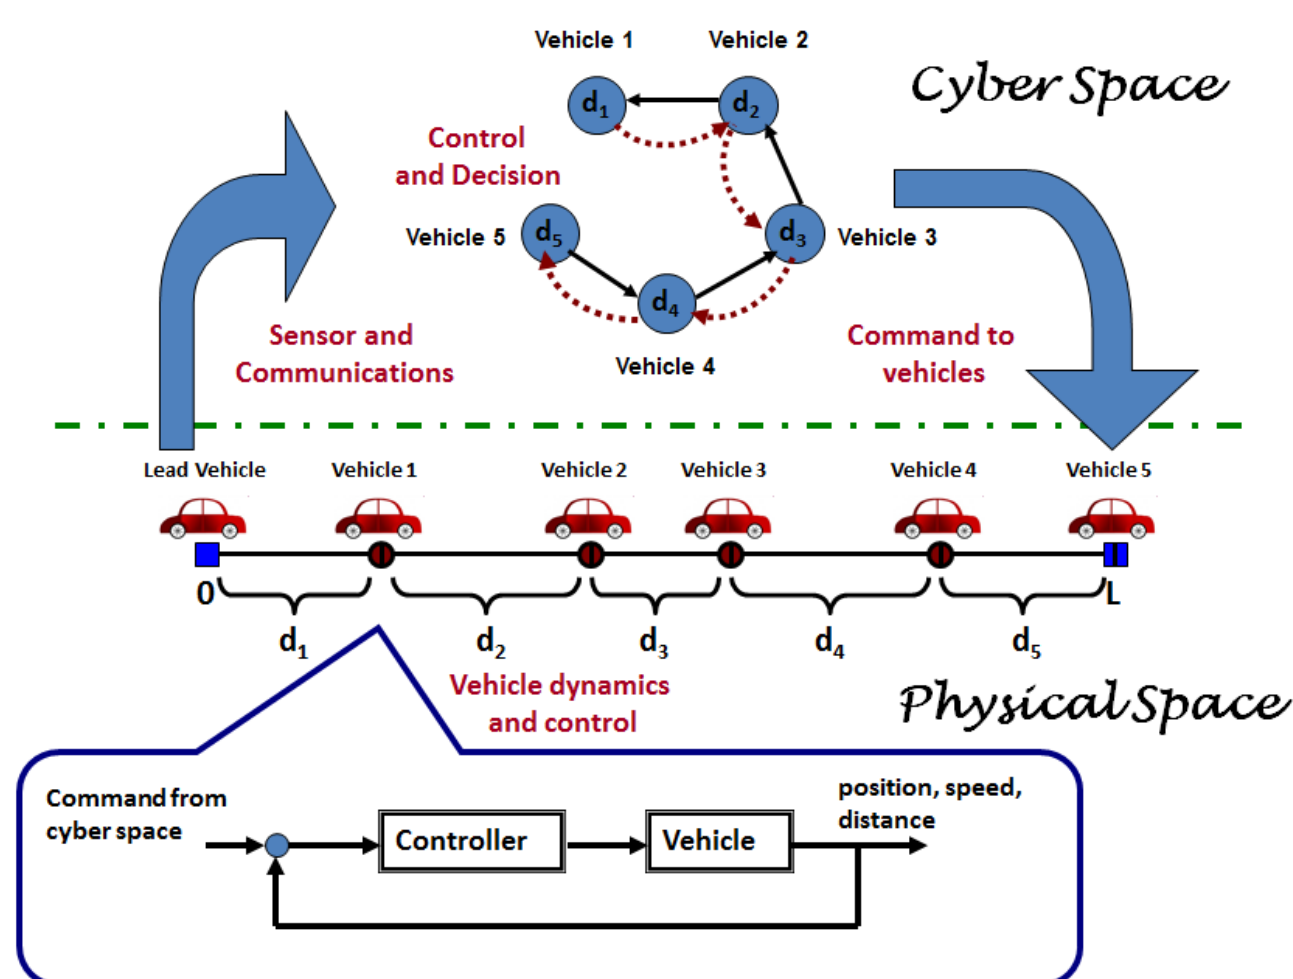 Vehicle 1
Vehicle 2
Cyber Space
d1
d2
Control
and Decision
Vehicle 5
d5
d3
Vehicle 3
d4
Sensor and
Communications
Command to
vehicles
Vehicle 4
Lead Vehicle
Vehicle 1
Vehicle 2
Vehicle 3
Vehicle 4
Vehicle 5
0
L
d1
d2
d3
d4
d5
Vehicle dynamics
and control
Physical Space
Command from
cyber space
Controller
Vehicle
position, speed,
distance